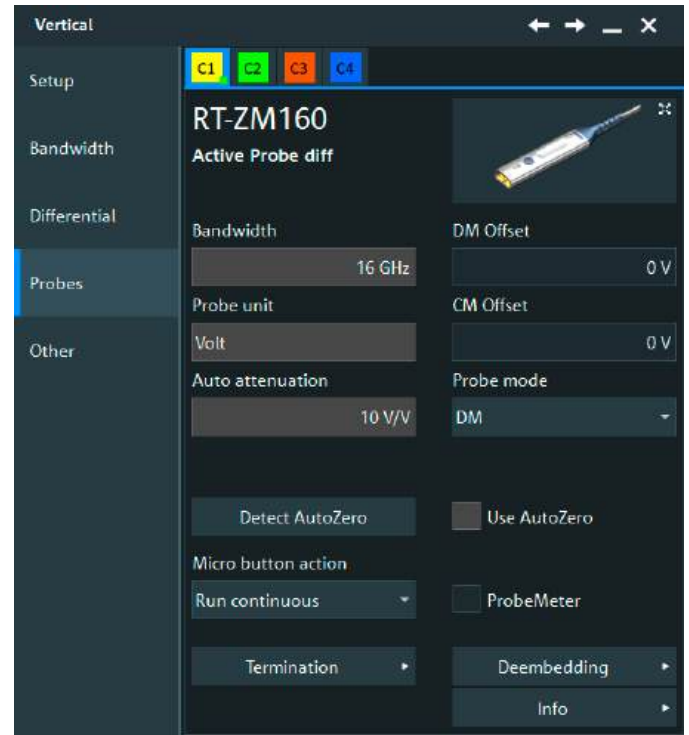 Vertical
Setup
Bandwidth
Differential
Probes
Other
C1 C2 C3 C4
RT-ZM160
Active Probe diff
Bandwidth
16 GHz
DM Offset
0 V
Probe unit
Volt
CM Offset
0 V
Auto attenuation
10 V/V
Probe mode
DM
Detect AutoZero
Use AutoZero
Micro button action
Run continuous
ProbeMeter
Termination
Deembedding
Info